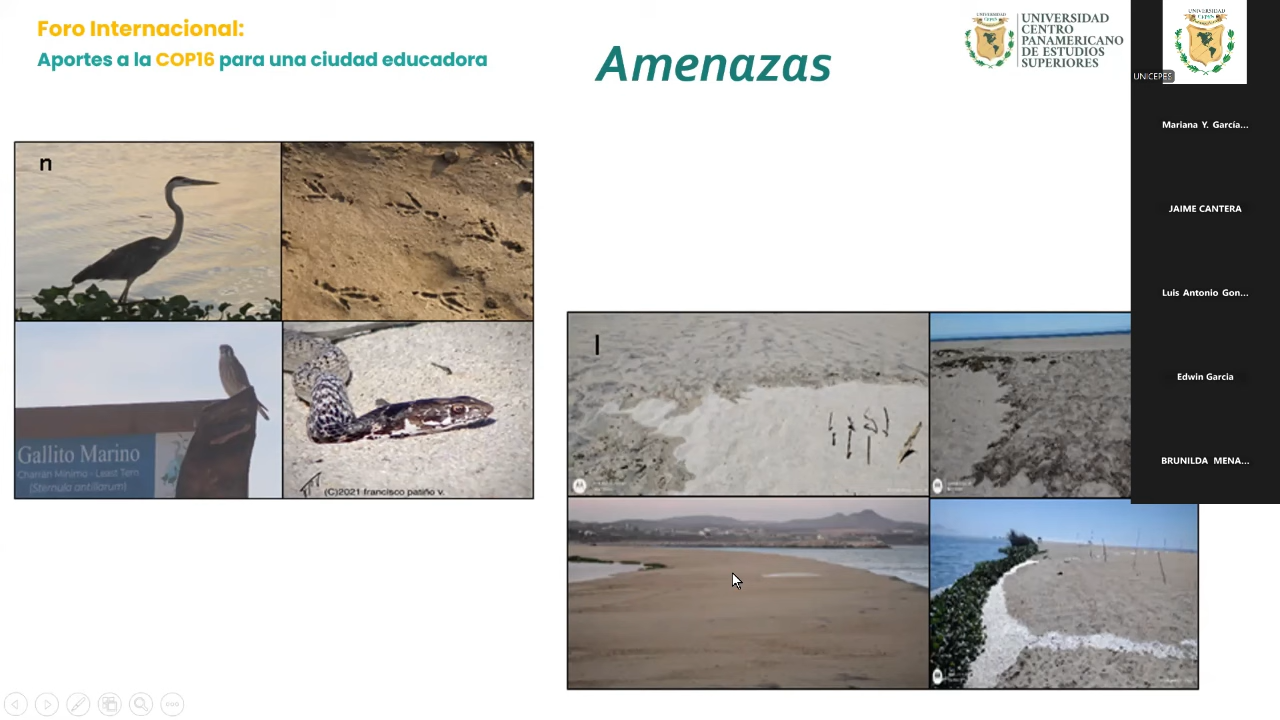 Foro Internacional:
Aportes a la COP16 para una ciudad educadora
Amenazas
UNIVERSIDAD
CENTRO
PANAMERICANO
DE ESTUDIOS
SUPERIORES
UNICEPES
Mariana Y. García...
JAIME CANTERA
Luis Antonio Gon...
Edwin Garcia
BRUNILDA MENA...
n
Gallito Marino
Charrán Mínimo - Least Tern
(Sternula antillarum)
(C)2021 francisco patiño v.
l